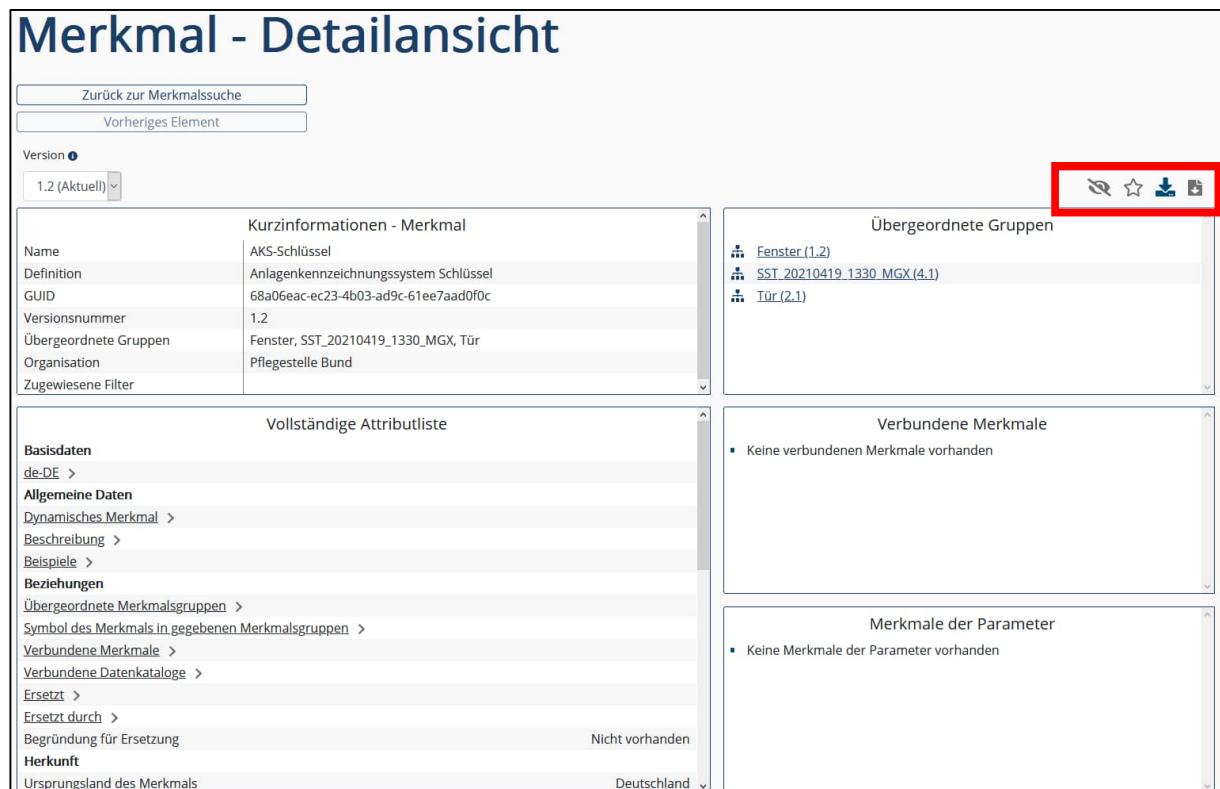 Merkmal - Detailansicht
Zurück zur Merkmalssuche
Vorheriges Element
Version
1.2 (Aktuell)
Kurzinformationen - Merkmal
Name AKS-Schlüssel
Definition Anlagenkennzeichnungssystem Schlüssel
GUID 68a06eac-ec23-4b03-ad9c-61ee7aad0f0c
Versionsnummer 1.2
Übergeordnete Gruppen Fenster, SST_20210419_1330_MGX, Tür
Organisation Pflegestelle Bund
Zugewiesene Filter
Übergeordnete Gruppen
Fenster (1.2)
SST_20210419_1330_MGX (4.1)
Tür (2.1)
Vollständige Attributliste
Basisdaten
de-DE >
Allgemeine Daten
Dynamisches Merkmal >
Beschreibung >
Beispiele >
Beziehungen
Übergeordnete Merkmalsgruppen >
Symbol des Merkmals in gegebenen Merkmalsgruppen >
Verbundene Merkmale >
Verbundene Datenkataloge >
Ersetzt >
Ersetzt durch >
Begründung für Ersetzung Nicht vorhanden
Herkunft
Ursprungsland des Merkmals Deutschland
Verbundene Merkmale
Keine verbundenen Merkmale vorhanden
Merkmale der Parameter
Keine Merkmale der Parameter vorhanden